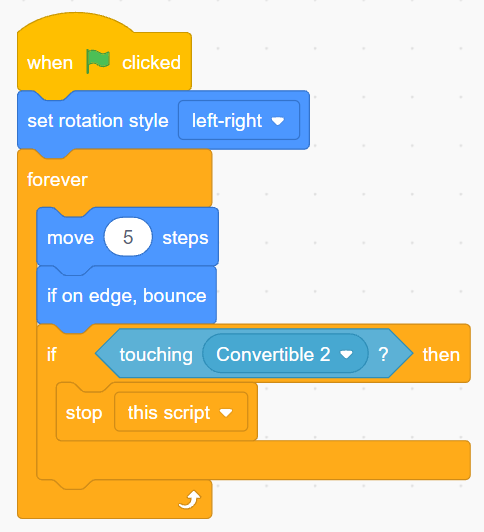 when clicked
set rotation style left-right
forever
move 5 steps
if on edge, bounce
if touching Convertible 2 ? then
stop this script